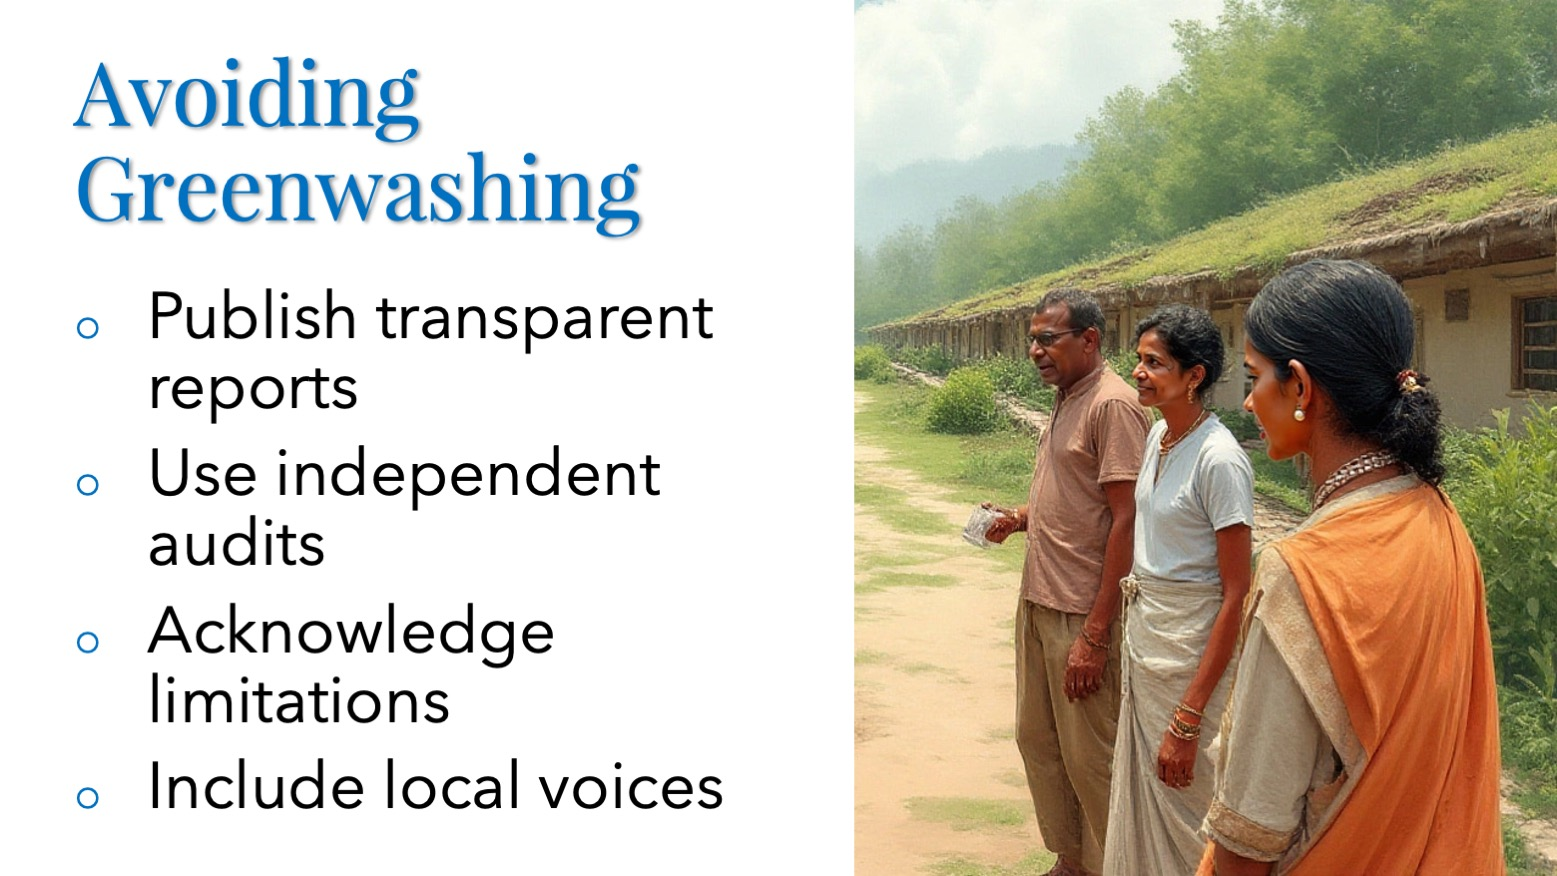 Avoiding
Greenwashing
Publish transparent
reports
Use independent
audits
Acknowledge
limitations
Include local voices